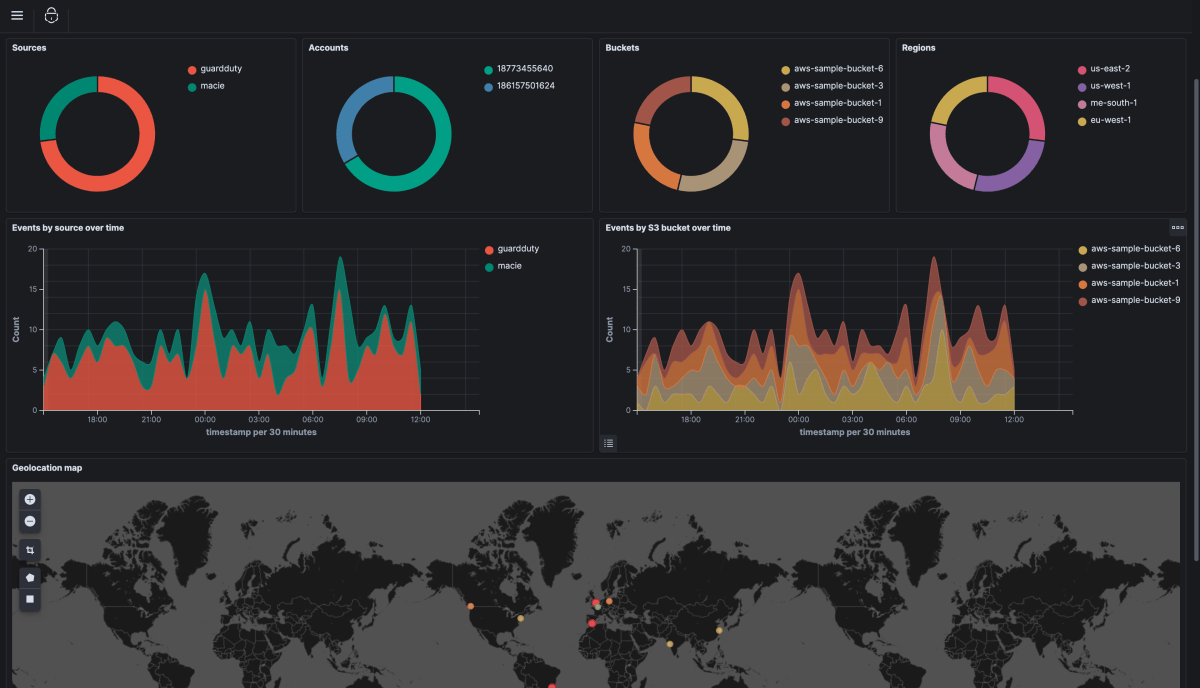 Sources
guardduty
macie
Accounts
18773455640
186157501624
Buckets
aws-sample-bucket-6
aws-sample-bucket-3
aws-sample-bucket-1
aws-sample-bucket-9
Regions
us-east-2
us-west-1
me-south-1
eu-west-1
Events by source over time
20
15
10
5
0
Count
18:00 21:00 00:00 03:00 06:00 09:00 12:00
timestamp per 30 minutes
guardduty
macie
Events by S3 bucket over time
20
15
10
5
0
Count
18:00 21:00 00:00 03:00 06:00 09:00 12:00
timestamp per 30 minutes
aws-sample-bucket-6
aws-sample-bucket-3
aws-sample-bucket-1
aws-sample-bucket-9
Geolocation map